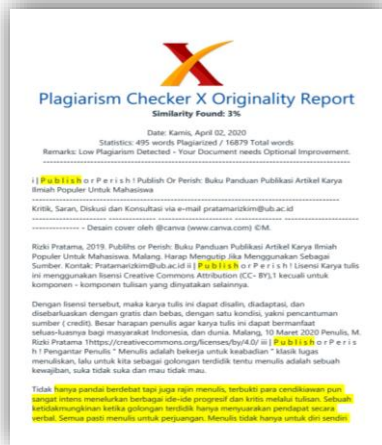 Plagiarism Checker X Originality Report
Similarity Found: 3%
Date: Kamis, April 02, 2020
Statistics: 495 words Plagiarized / 16879 Total words
Remarks: Low Plagiarism Detected - Your Document needs Optional Improvement.
-------------------------------------------------------------------------------------------
i | P u b l i s h o r P e r i s h ! Publish Or Perish: Buku Panduan Publikasi Artikel Karya
Ilmiah Populer Untuk Mahasiswa
-------------------------------------------------------------------------------------------
Kritik, Saran, Diskusi dan Konsultasi via e-mail pratamarizkim@ub.ac.id
---------------------- -------------- ---------------------- ---------------------- ----------------------
--------------- - Desain cover oleh @canva (www.canva.com) ©M.
Rizki Pratama, 2019. Publihs or Perish: Buku Panduan Publikasi Artikel Karya Ilmiah
Populer Untuk Mahasiswa. Malang. Harap Mengutip Jika Menggunakan Sebagai
Sumber. Kontak: Pratamarizkim@ub.ac.id ii | P u b l i s h o r P e r i s h ! Lisensi Karya tulis
ini menggunakan lisensi Creative Commons Attribution (CC- BY),1 kecuali untuk
komponen - komponen tulisan yang dinyatakan selainnya.
Dengan lisensi tersebut, maka karya tulis ini dapat disalin, diadaptasi, dan
disebarluaskan dengan gratis dan bebas, dengan satu kondisi, yakni pencantuman
sumber ( credit). Besar harapan penulis agar karya tulis ini dapat bermanfaat
seluas-luasnya bagi masyarakat Indonesia, dan dunia. Malang, 10 Maret 2020 Penulis, M.
Rizki Pratama 1https://creativecommons.org/licenses/by/4.0/ iii | P u b l i s h o r P e r i s
h ! Pengantar Penulis " Menulis adalah bekerja untuk keabadian " klasik lugas
menuliskan, lalu untuk kita sebagai golongan terdidik tentu menulis adalah sebuah
kewajiban, suka tidak suka dan mau tidak mau.
Tidak hanya pandai berdebat tapi juga rajin menulis, terbukti para cendikiawan pun
sangat intens menelurkan berbagai ide-ide progresif dan kritis melalui tulisan. Sebuah
ketidakmungkinan ketika golongan terdidik hanya menyuarakan pendapat secara
verbal. Semua pasti menulis untuk perjuangan. Menulis tidak hanya untuk diri sendiri